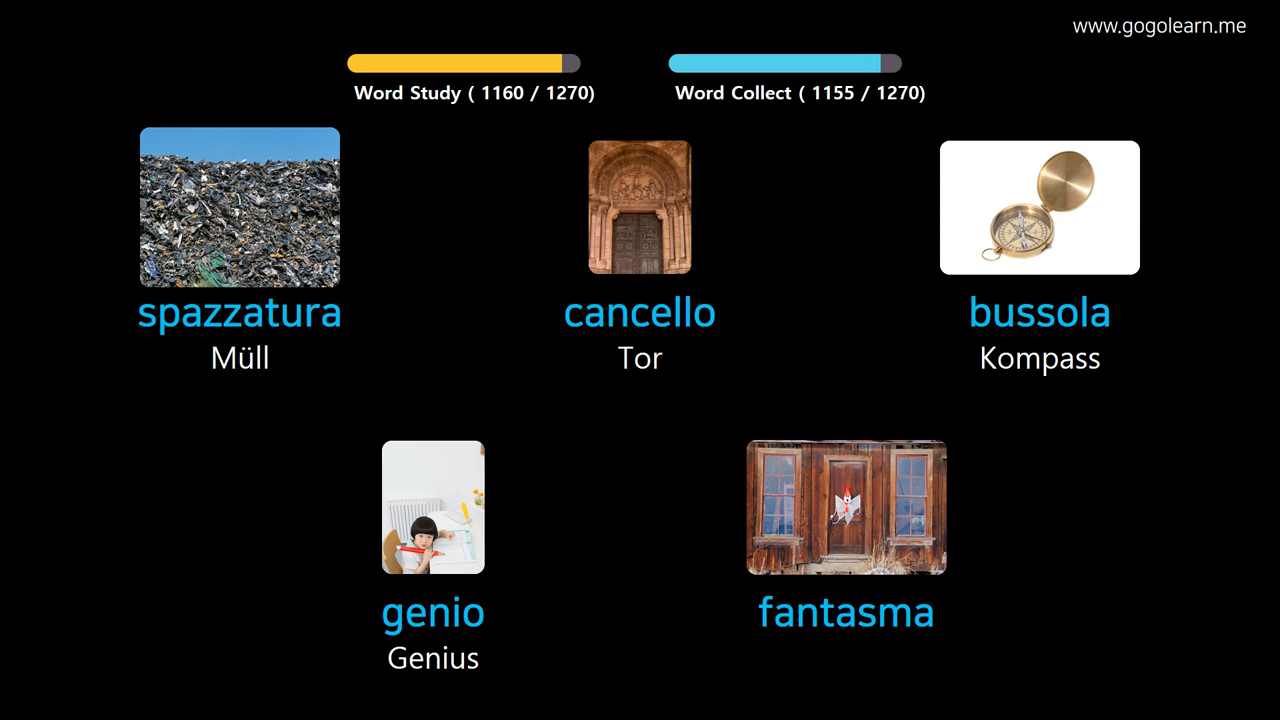 www.gogolearn.me
Word Study ( 1160 / 1270)
Word Collect ( 1155 / 1270)
spazzatura
Müll
cancello
Tor
bussola
Kompass
genio
Genius
fantasma